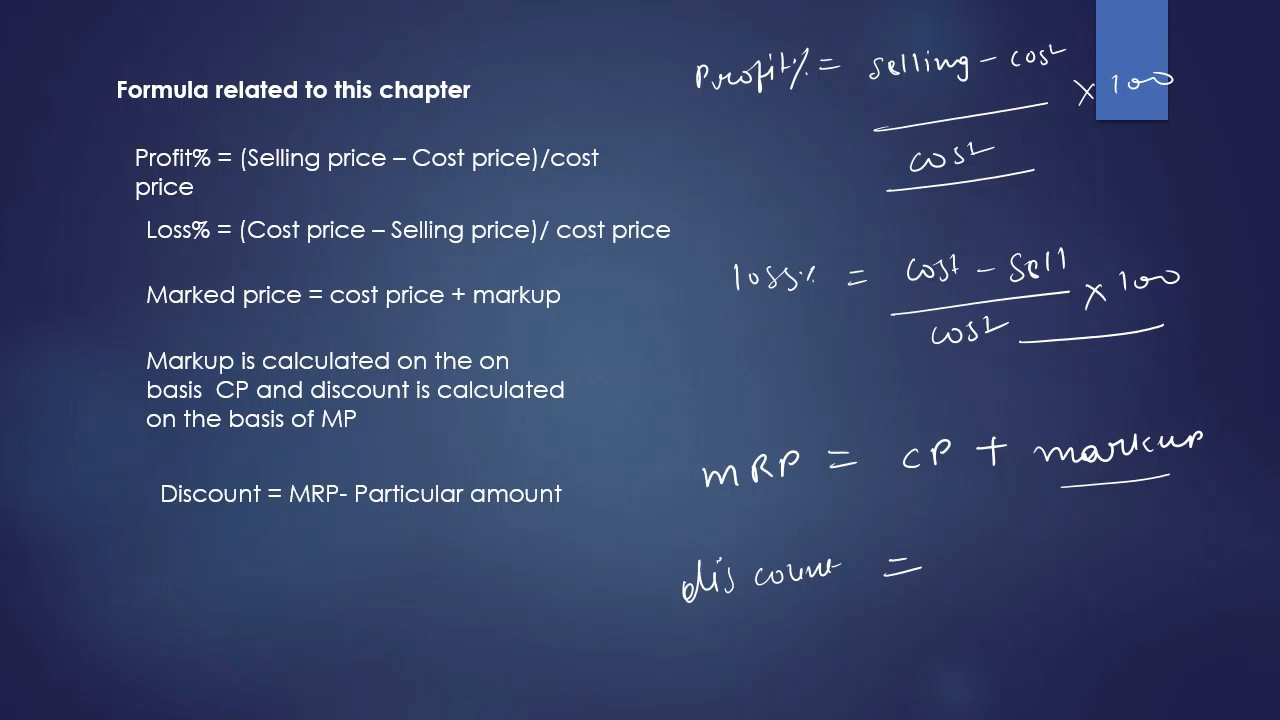 Formula related to this chapter
Profit% = (Selling price – Cost price)/cost
price
Loss% = (Cost price – Selling price)/ cost price
Marked price = cost price + markup
Markup is calculated on the on
basis  CP and discount is calculated
on the basis of MP
Discount = MRP- Particular amount
Profit% = selling - cost
× 100
cost
loss% = cost - sell
× 100
cost
MRP = CP + markup
discount =